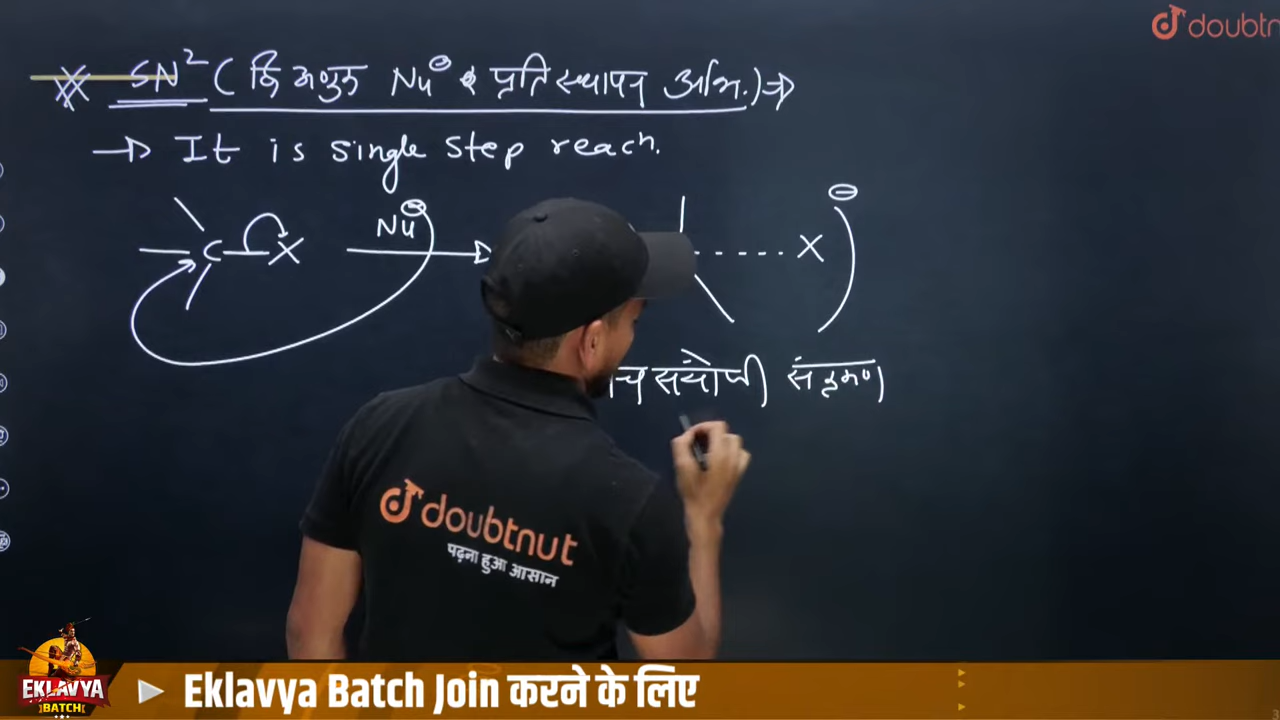 doubtn
SN² (द्विअणुक Nu⊖ प्रतिस्थापन अभि.) →
→ It is single step reach.
C X Nu⊖ X ⊖
च संयोजी संक्रमण
doubtnut
पढ़ना हुआ आसान
EKLAVYA
BATCH
Eklavya Batch Join करने के लिए